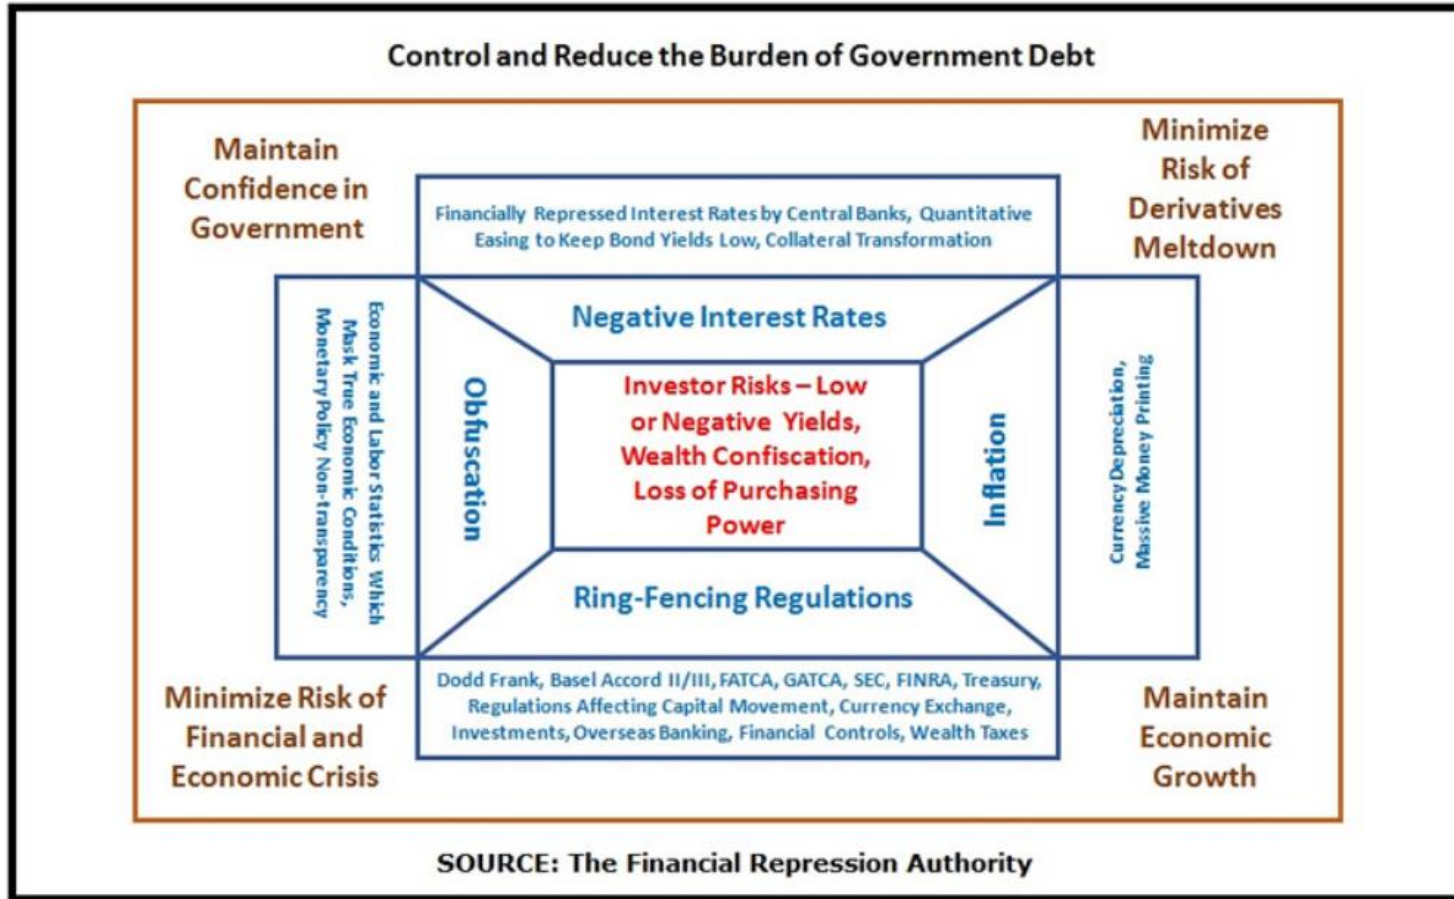 Control and Reduce the Burden of Government Debt
Maintain
Confidence in
Government
Minimize
Risk of
Derivatives
Meltdown
Financially Repressed Interest Rates by Central Banks, Quantitative
Easing to Keep Bond Yields Low, Collateral Transformation
Economic and Labor Statistics Which
Mask True Economic Conditions,
Monetary Policy Non-transparency
Obfuscation
Negative Interest Rates
Investor Risks – Low
or Negative Yields,
Wealth Confiscation,
Loss of Purchasing
Power
Inflation
Currency Depreciation,
Massive Money Printing
Ring-Fencing Regulations
Dodd Frank, Basel Accord II/III, FATCA, GATCA, SEC, FINRA, Treasury,
Regulations Affecting Capital Movement, Currency Exchange,
Investments, Overseas Banking, Financial Controls, Wealth Taxes
Minimize Risk of
Financial and
Economic Crisis
Maintain
Economic
Growth
SOURCE: The Financial Repression Authority